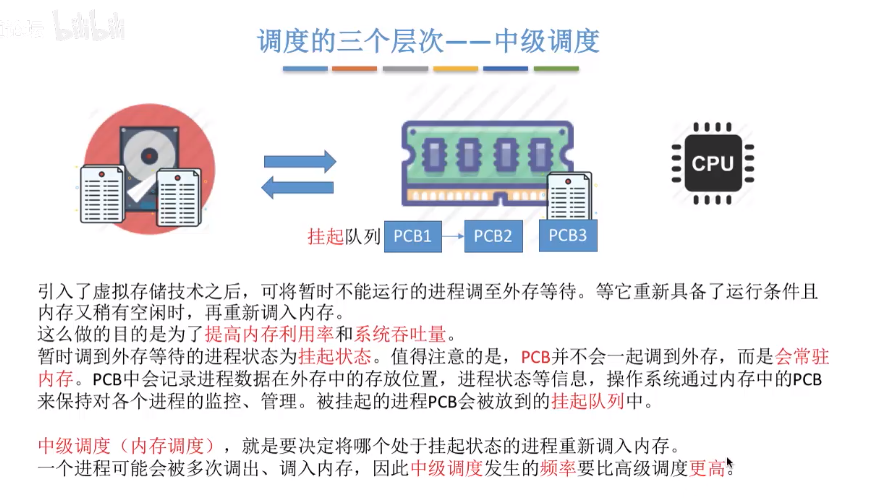 bilibili
调度的三个层次——中级调度
CPU
挂起队列 PCB1 PCB2 PCB3
引入了虚拟存储技术之后，可将暂时不能运行的进程调至外存等待。等它重新具备了运行条件且
内存又稍有空闲时，再重新调入内存。
这么做的目的是为了提高内存利用率和系统吞吐量。
暂时调到外存等待的进程状态为挂起状态。值得注意的是，PCB并不会一起调到外存，而是会常驻
内存。PCB中会记录进程数据在外存中的存放位置，进程状态等信息，操作系统通过内存中的PCB
来保持对各个进程的监控、管理。被挂起的进程PCB会被放到的挂起队列中。
中级调度（内存调度），就是要决定将哪个处于挂起状态的进程重新调入内存。
一个进程可能会被多次调出、调入内存，因此中级调度发生的频率要比高级调度更高。